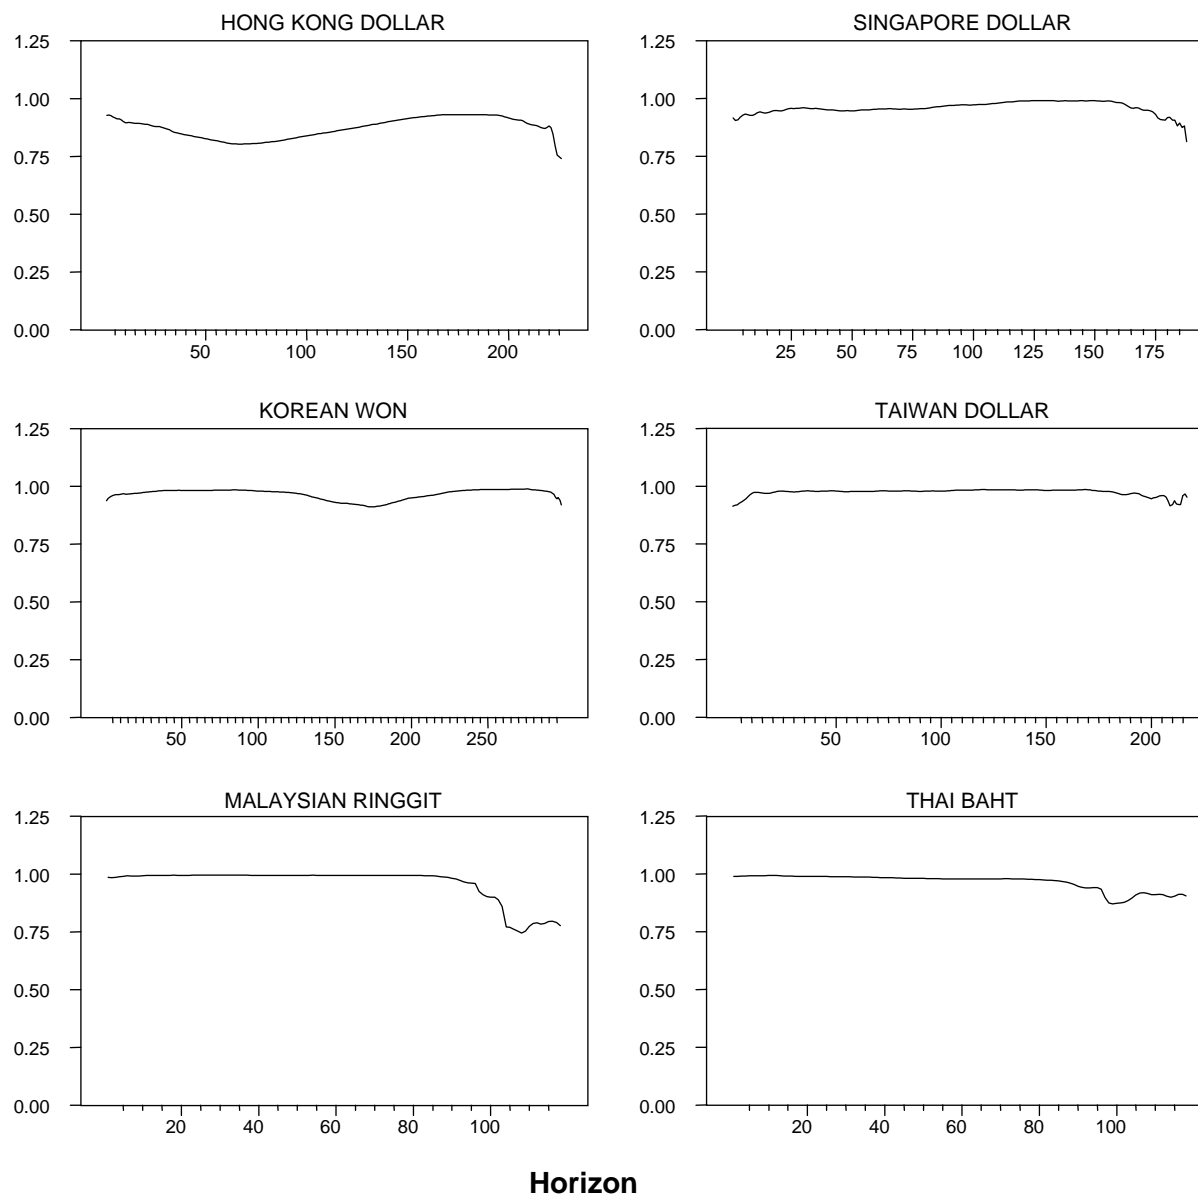 HONG KONG DOLLAR
1.25
1.00
0.75
0.50
0.25
0.00
50 100 150 200
SINGAPORE DOLLAR
1.25
1.00
0.75
0.50
0.25
0.00
25 50 75 100 125 150 175
KOREAN WON
1.25
1.00
0.75
0.50
0.25
0.00
50 100 150 200 250
TAIWAN DOLLAR
1.25
1.00
0.75
0.50
0.25
0.00
50 100 150 200
MALAYSIAN RINGGIT
1.25
1.00
0.75
0.50
0.25
0.00
20 40 60 80 100
THAI BAHT
1.25
1.00
0.75
0.50
0.25
0.00
20 40 60 80 100
Horizon